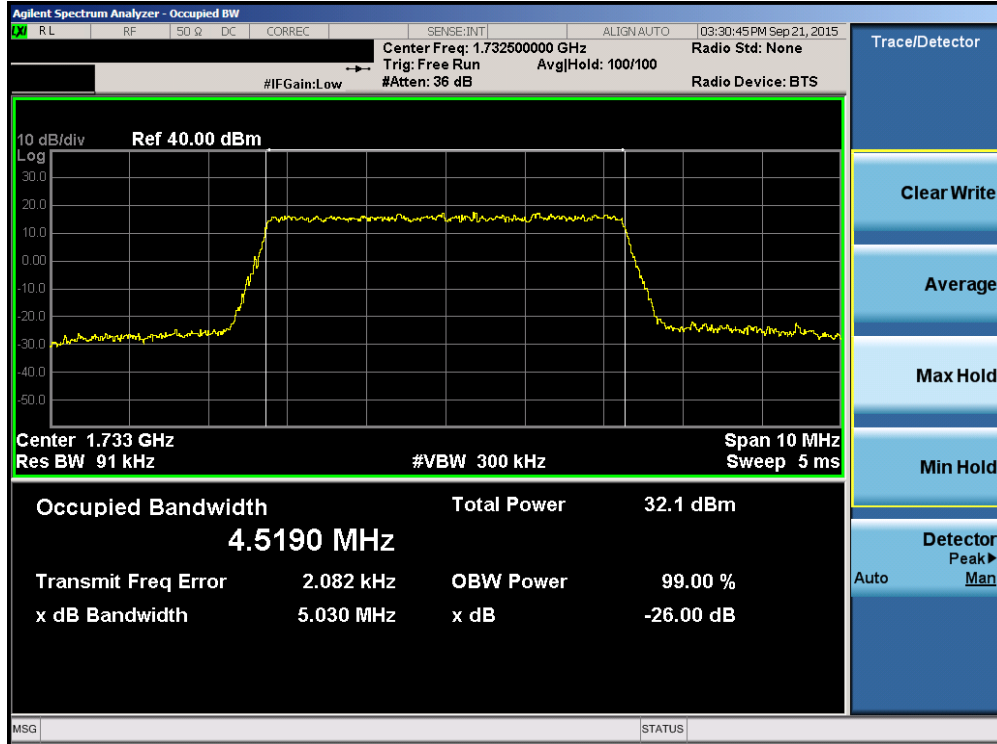 Agilent Spectrum Analyzer - Occupied BW
LXI RL RF 50 Ω DC CORREC SENSE:INT ALIGN AUTO 03:30:45 PM Sep 21, 2015
Center Freq: 1.732500000 GHz Radio Std: None
Trig: Free Run Avg|Hold: 100/100
#IFGain:Low #Atten: 36 dB Radio Device: BTS
10 dB/div Ref 40.00 dBm
Log
30.0
20.0
10.0
0.00
-10.0
-20.0
-30.0
-40.0
-50.0
Center 1.733 GHz Span 10 MHz
Res BW 91 kHz #VBW 300 kHz Sweep 5 ms
Occupied Bandwidth Total Power 32.1 dBm
4.5190 MHz
Transmit Freq Error 2.082 kHz OBW Power 99.00 %
x dB Bandwidth 5.030 MHz x dB -26.00 dB
MSG STATUS
Trace/Detector
Clear Write
Average
Max Hold
Min Hold
Detector
Peak▶
Auto Man